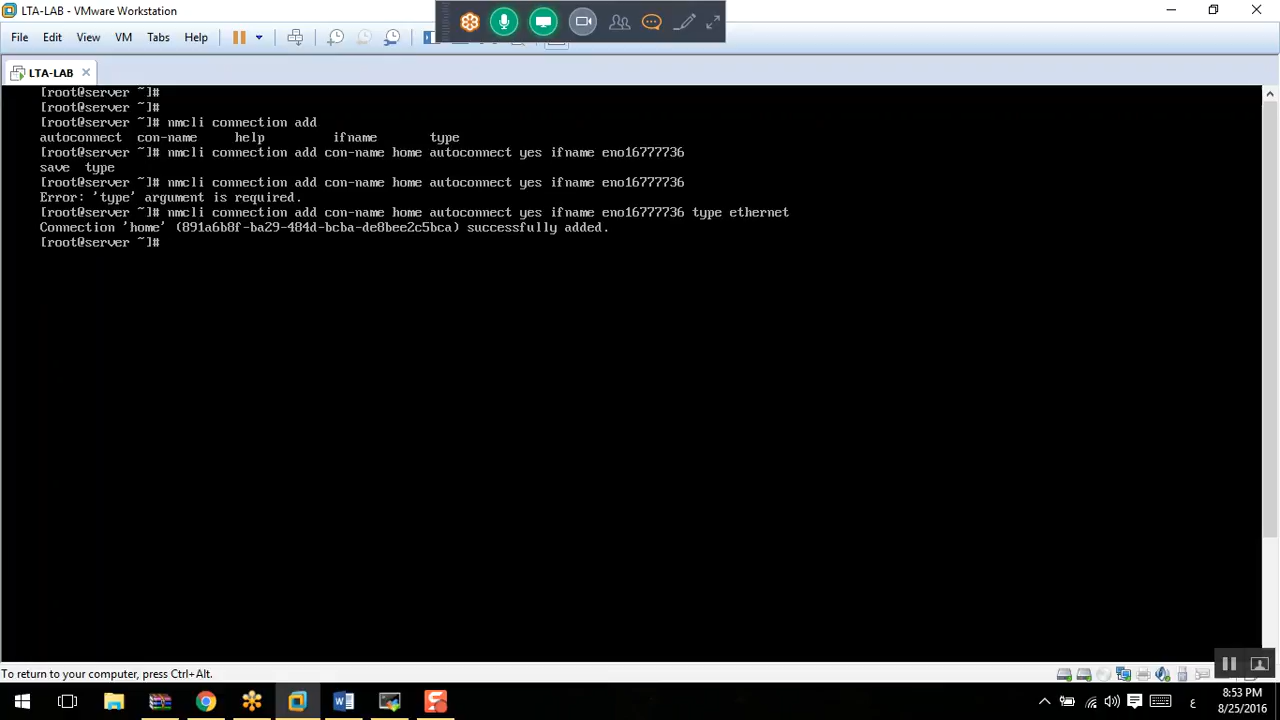 LTA-LAB - VMware Workstation
File Edit View VM Tabs Help
LTA-LAB
[root@server ~]#
[root@server ~]#
[root@server ~]# nmcli connection add
autoconnect con-name help ifname type
[root@server ~]# nmcli connection add con-name home autoconnect yes ifname eno16777736
save type
[root@server ~]# nmcli connection add con-name home autoconnect yes ifname eno16777736
Error: 'type' argument is required.
[root@server ~]# nmcli connection add con-name home autoconnect yes ifname eno16777736 type ethernet
Connection 'home' (891a6b8f-ba29-484d-bcba-de8bee2c5bca) successfully added.
[root@server ~]#
To return to your computer, press Ctrl+Alt.
ع
8:53 PM
8/25/2016